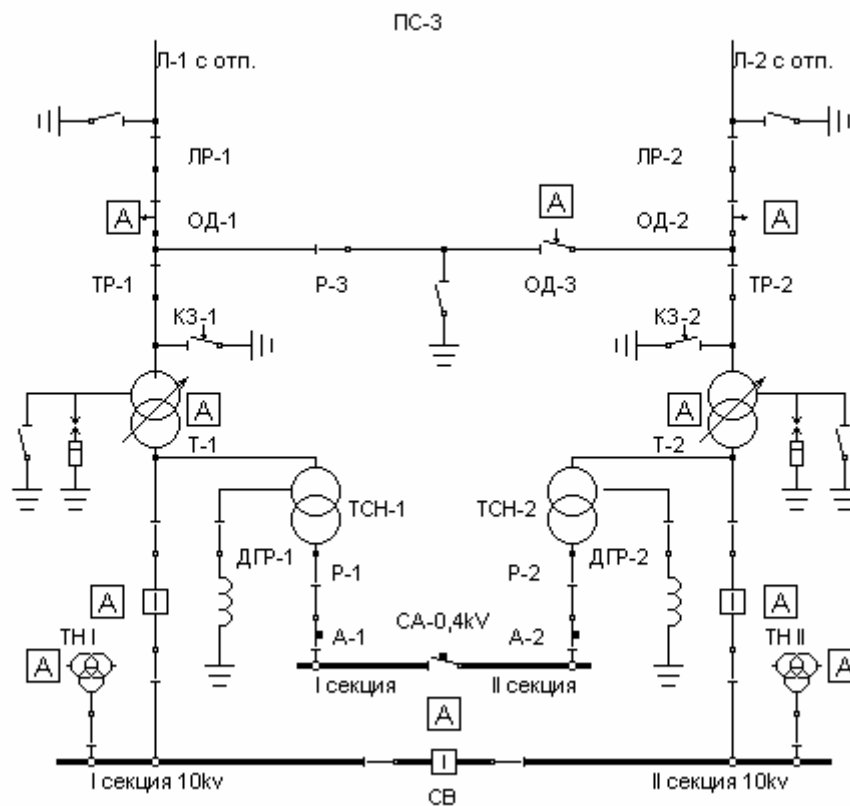 ПС-3
Л-1 с отп.
Л-2 с отп.
ЛР-1
ЛР-2
А
ОД-1
А
ОД-2
А
ТР-1
Р-3
ОД-3
ТР-2
КЗ-1
КЗ-2
А
А
Т-1
Т-2
ТСН-1
ТСН-2
ДГР-1
Р-1
Р-2
ДГР-2
А
I
I
А
ТН I
А
А-1
СА-0,4kV
А-2
ТН II
А
I секция
II секция
А
I секция 10kv
I
II секция 10kv
СВ